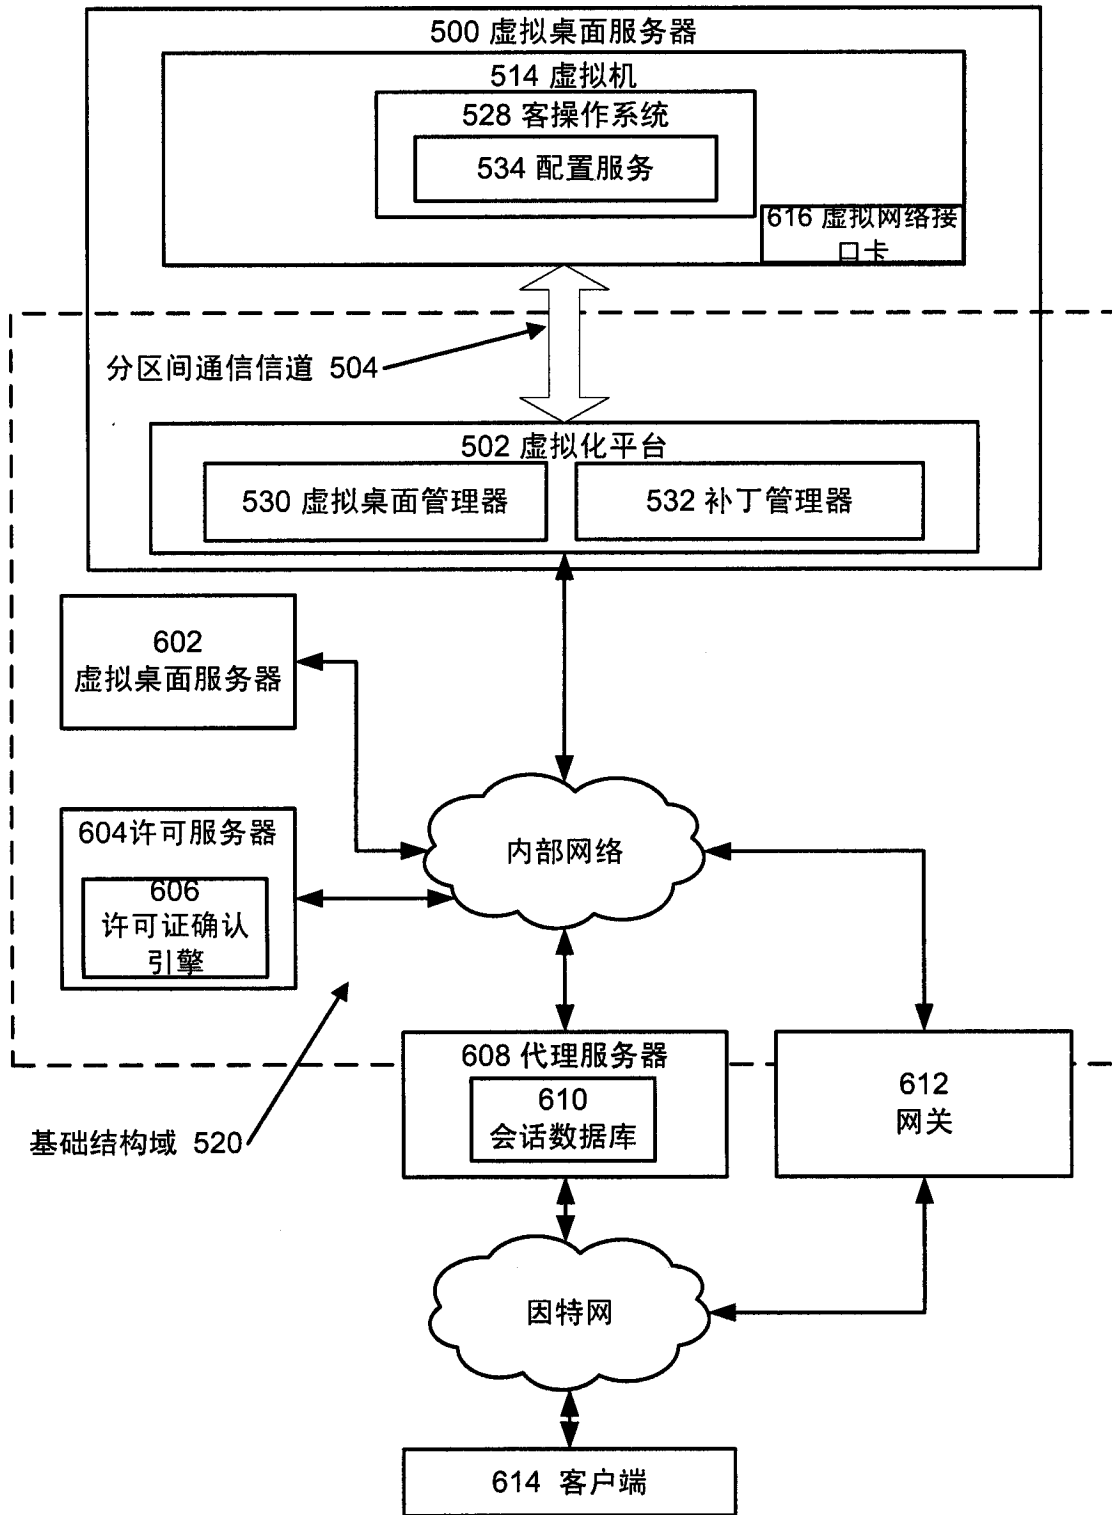 500 虚拟桌面服务器
514 虚拟机
528 客操作系统
534 配置服务
616 虚拟网络接
口卡
分区间通信信道 504
502 虚拟化平台
530 虚拟桌面管理器
532 补丁管理器
602
虚拟桌面服务器
604许可服务器
606
许可证确认
引擎
内部网络
608 代理服务器
610
会话数据库
612
网关
基础结构域 520
因特网
614 客户端